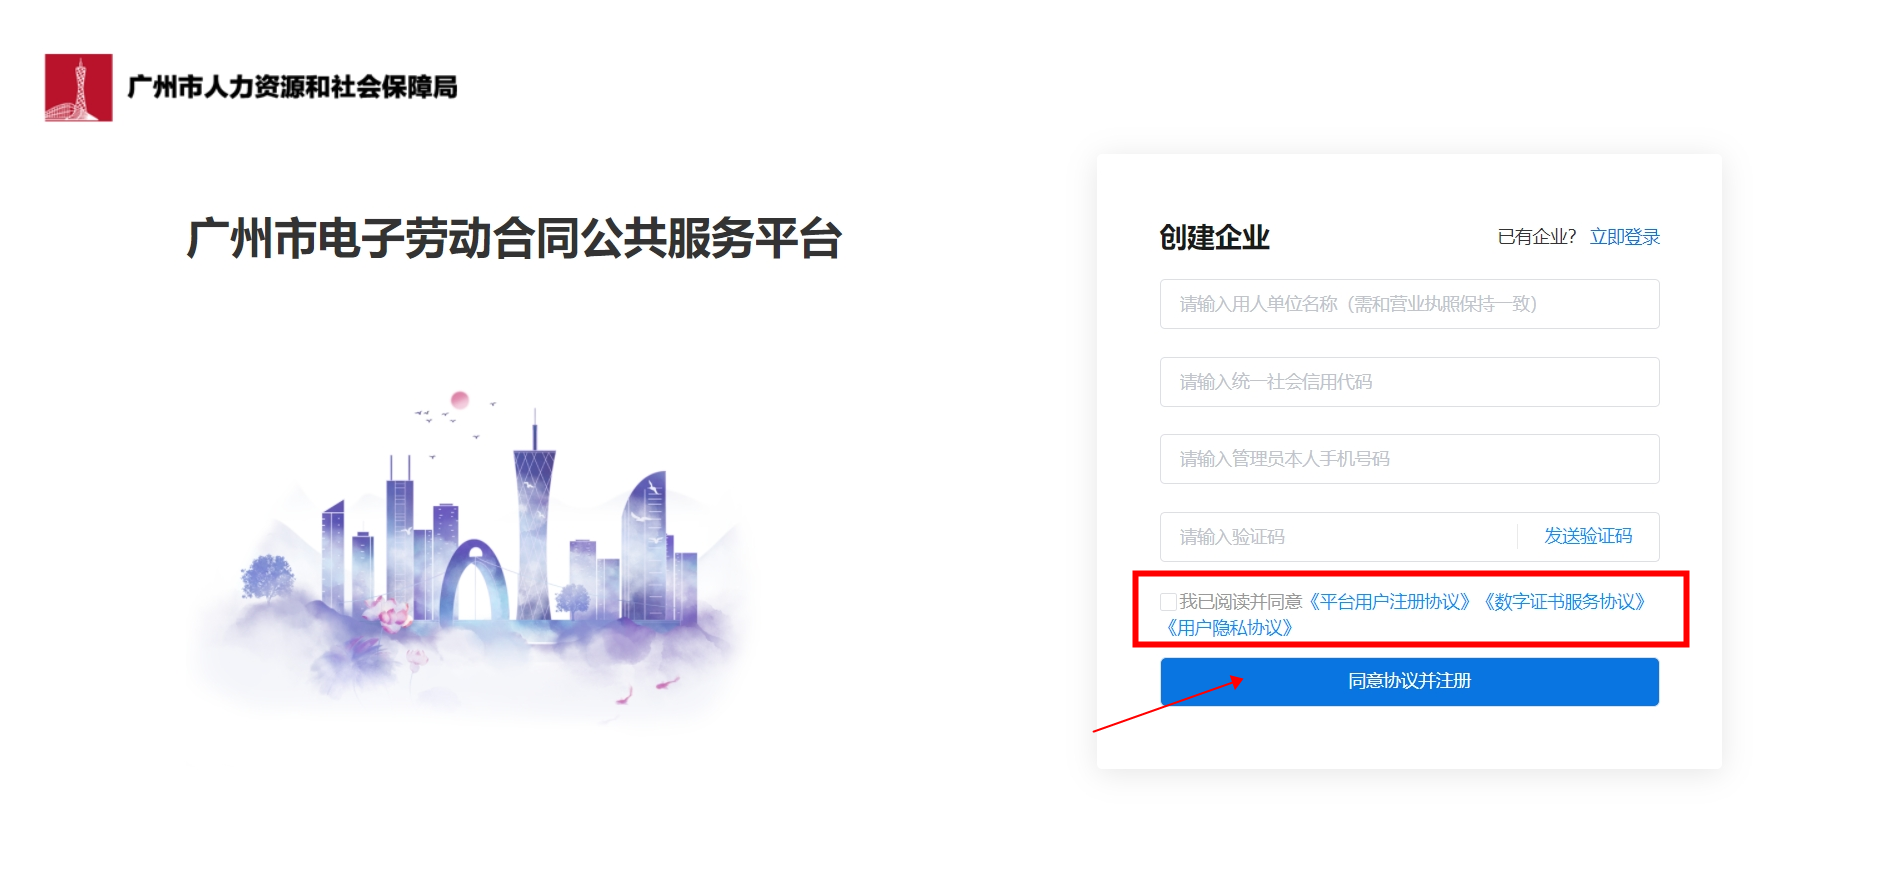 广州市人力资源和社会保障局
广州市电子劳动合同公共服务平台
创建企业
已有企业？ 立即登录
请输入用人单位名称（需和营业执照保持一致）
请输入统一社会信用代码
请输入管理员本人手机号码
请输入验证码
发送验证码
我已阅读并同意《平台用户注册协议》《数字证书服务协议》
《用户隐私协议》
同意协议并注册